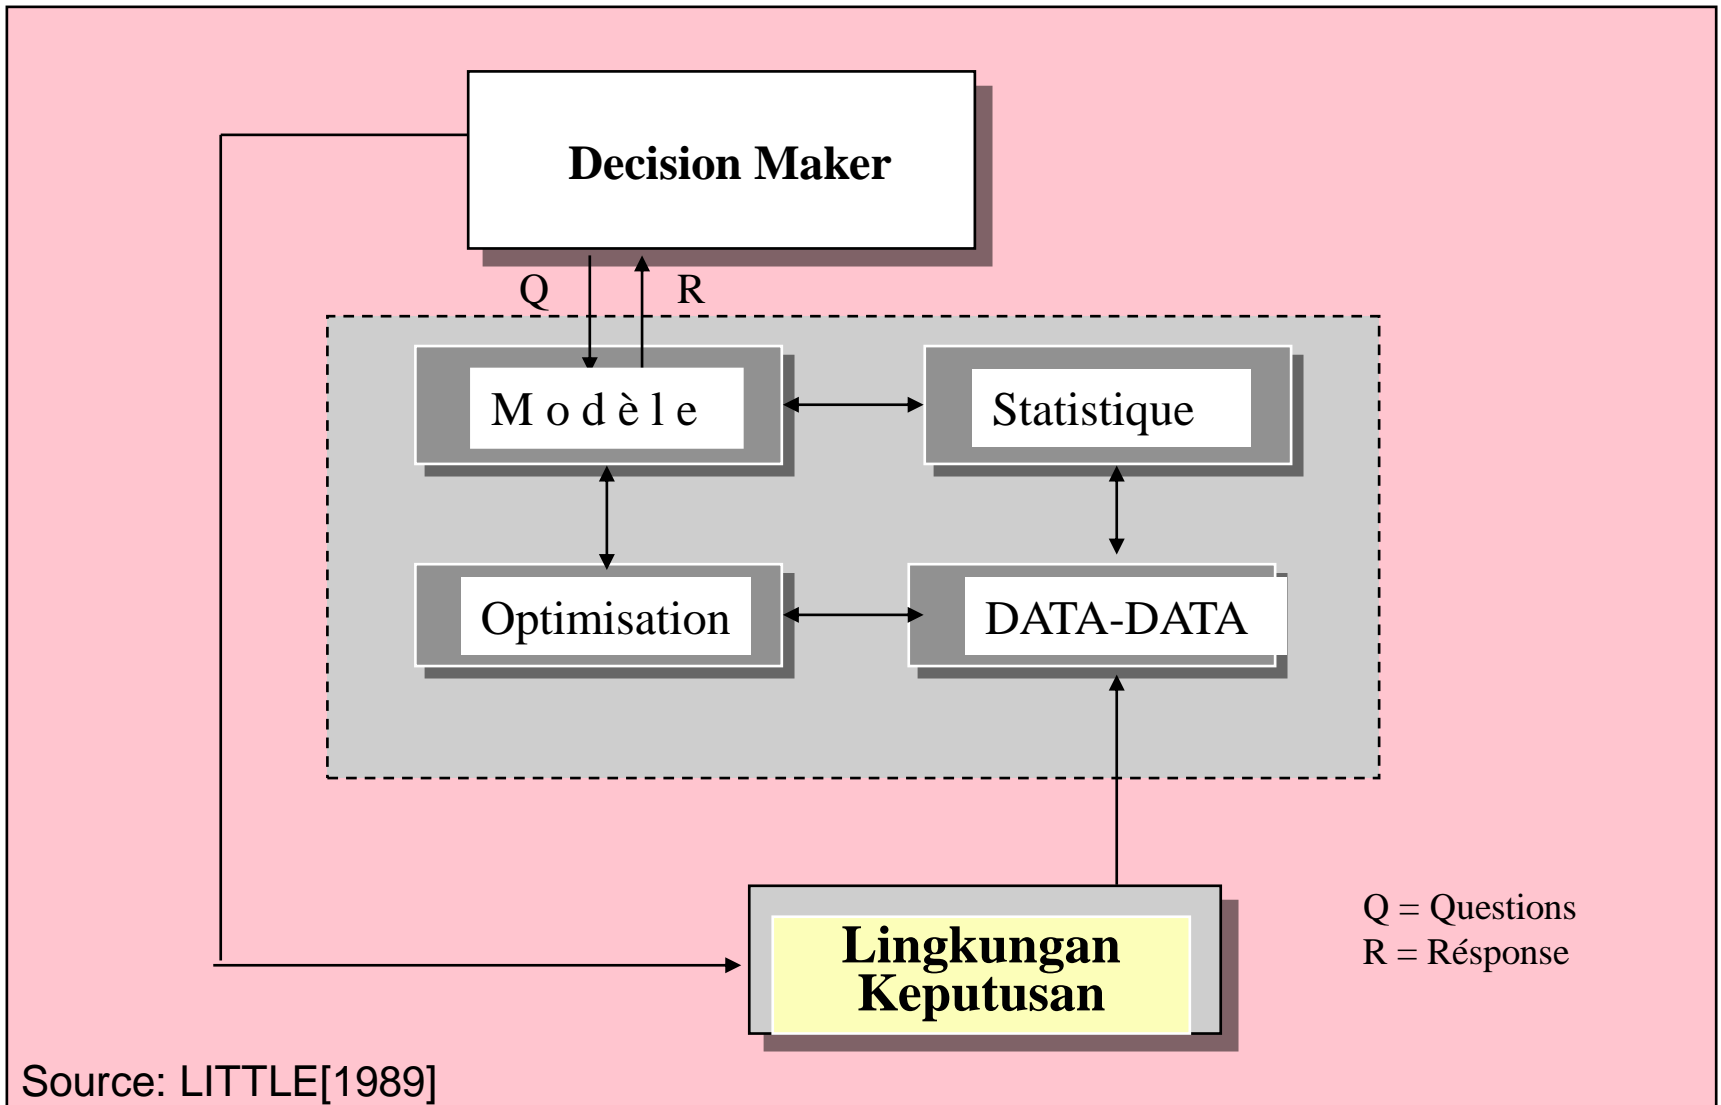 Decision Maker
Q
R
M o d è l e
Statistique
Optimisation
DATA-DATA
Lingkungan
Keputusan
Q = Questions
R = Résponse
Source: LITTLE[1989]